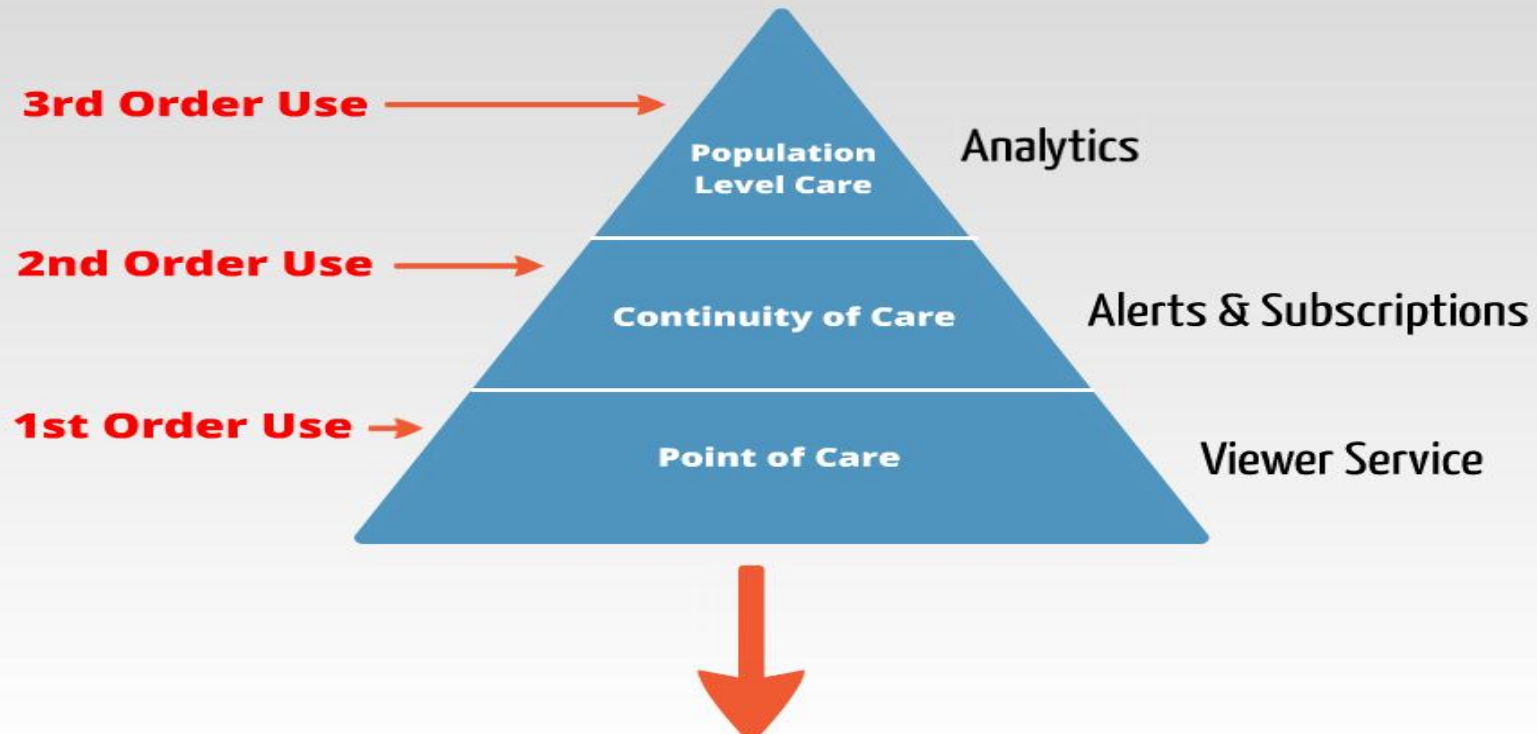 3rd Order Use
Population
Level Care
Analytics
2nd Order Use
Continuity of Care
Alerts & Subscriptions
1st Order Use
Point of Care
Viewer Service